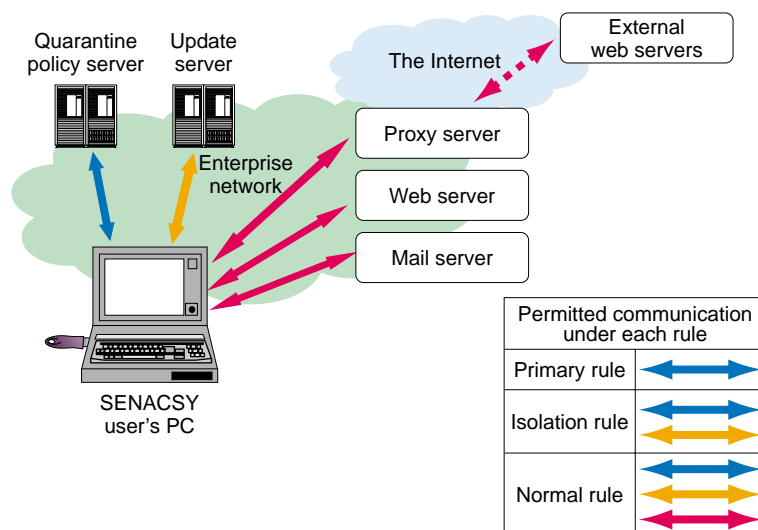 Quarantine
policy server
Update
server
The Internet
External
web servers
Enterprise
network
Proxy server
Web server
Mail server
SENACSY
user's PC
Permitted communication
under each rule
Primary rule
Isolation rule
Normal rule